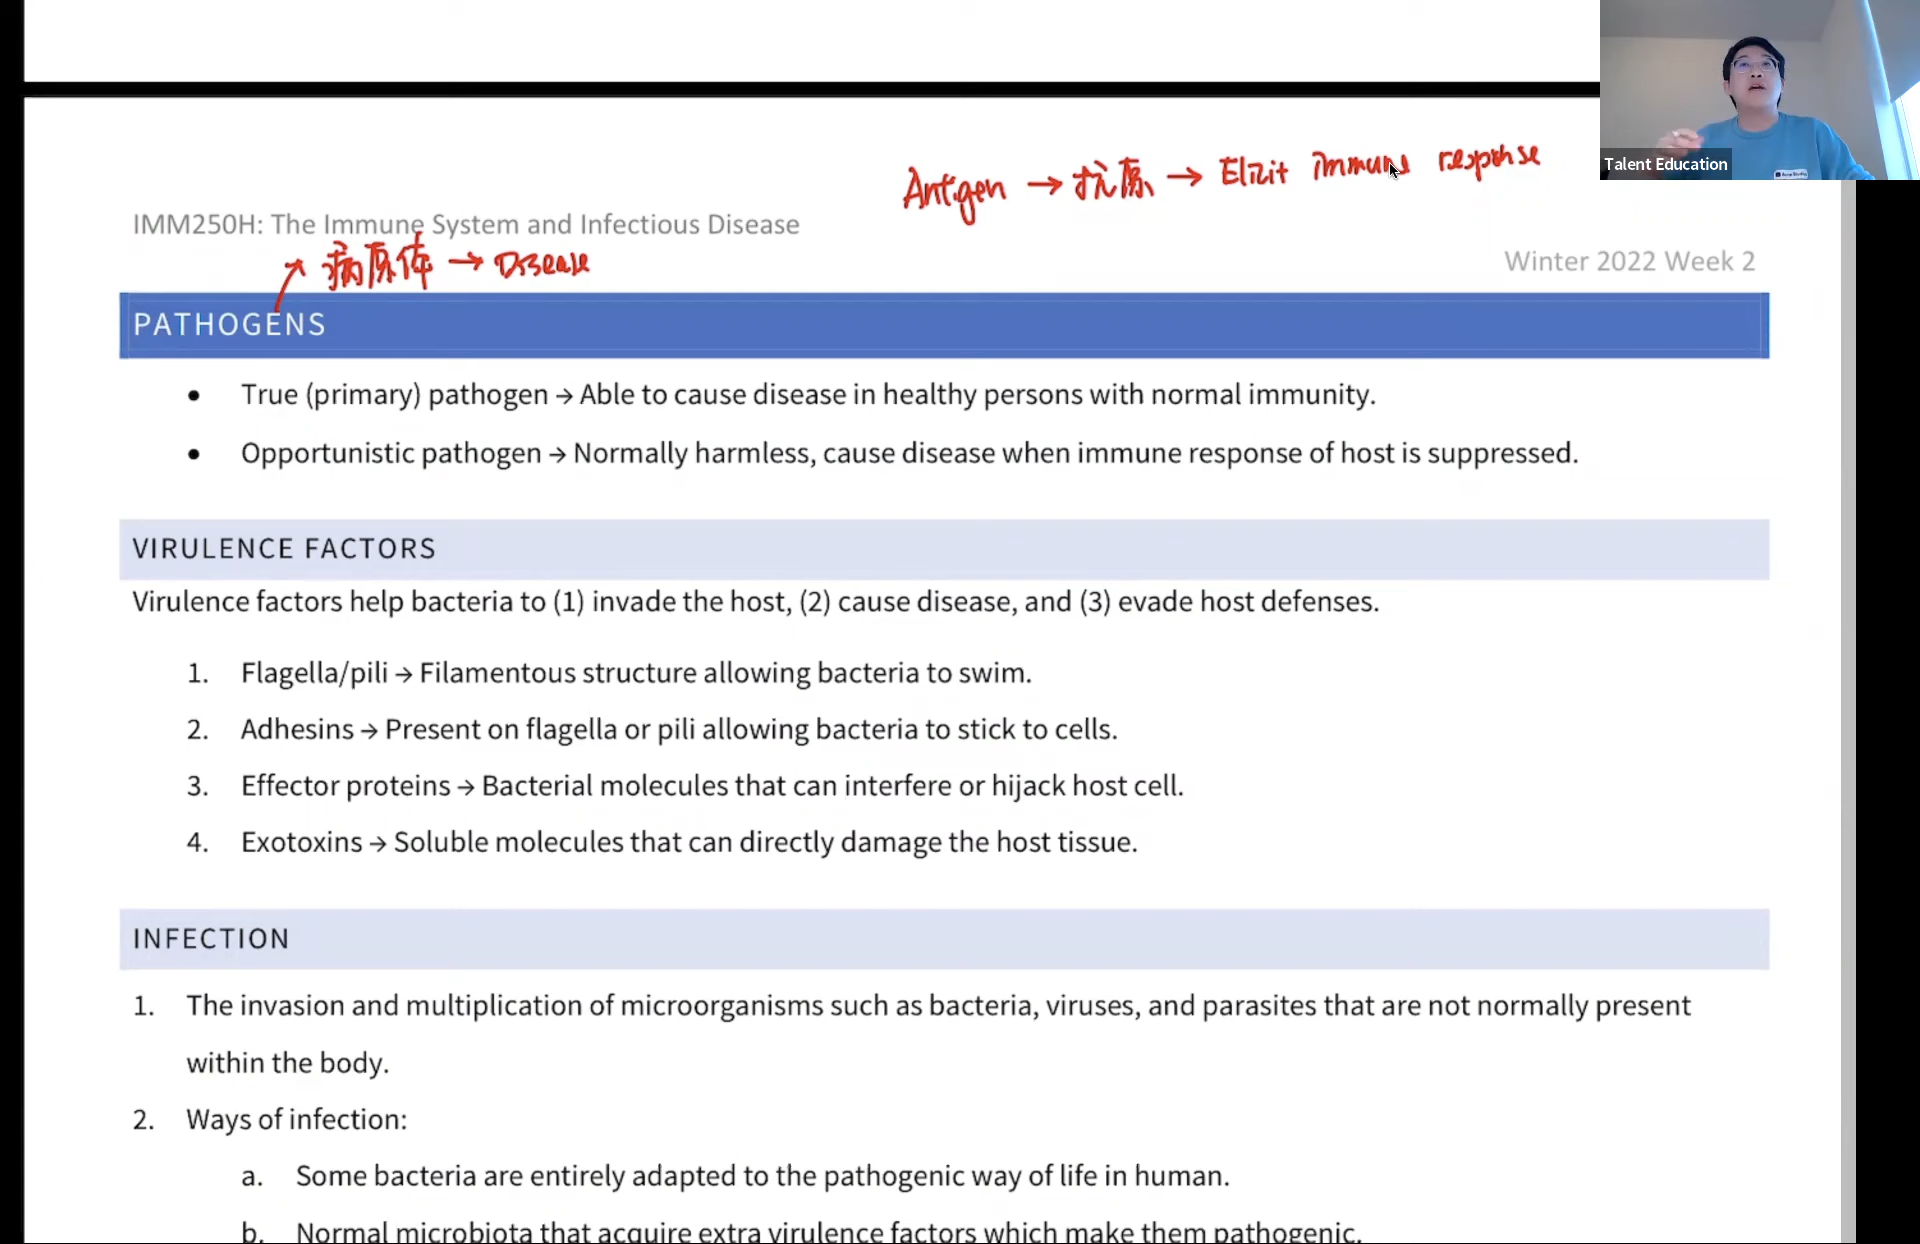 Talent Education
Antigen → 抗原 → Elicit immune response
IMM250H: The Immune System and Infectious Disease
病原体 → Disease
Winter 2022 Week 2
PATHOGENS
• True (primary) pathogen → Able to cause disease in healthy persons with normal immunity.
• Opportunistic pathogen → Normally harmless, cause disease when immune response of host is suppressed.
VIRULENCE FACTORS
Virulence factors help bacteria to (1) invade the host, (2) cause disease, and (3) evade host defenses.
1. Flagella/pili → Filamentous structure allowing bacteria to swim.
2. Adhesins → Present on flagella or pili allowing bacteria to stick to cells.
3. Effector proteins → Bacterial molecules that can interfere or hijack host cell.
4. Exotoxins → Soluble molecules that can directly damage the host tissue.
INFECTION
1. The invasion and multiplication of microorganisms such as bacteria, viruses, and parasites that are not normally present
within the body.
2. Ways of infection:
a. Some bacteria are entirely adapted to the pathogenic way of life in human.
b. Normal microbiota that acquire extra virulence factors which make them pathogenic.